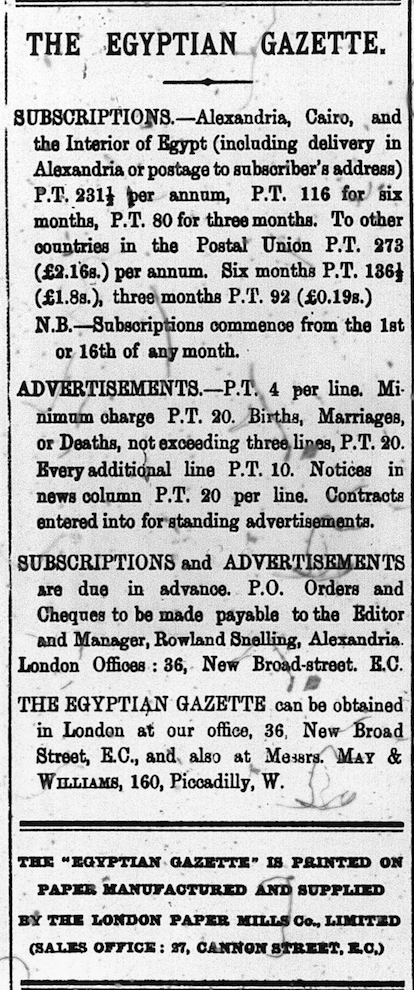 THE EGYPTIAN GAZETTE.
SUBSCRIPTIONS.—Alexandria, Cairo, and
the Interior of Egypt (including delivery in
Alexandria or postage to subscriber's address)
P.T. 231½ per annum, P.T. 116 for six
months, P.T. 80 for three months. To other
countries in the Postal Union P.T. 273
(£2.16s.) per annum. Six months P.T. 136½
(£1.8s.), three months P.T. 92 (£0.19s.)
N.B.—Subscriptions commence from the 1st
or 16th of any month.
ADVERTISEMENTS.—P.T. 4 per line. Mi-
nimum charge P.T. 20. Births, Marriages,
or Deaths, not exceeding three lines, P.T. 20.
Every additional line P.T. 10. Notices in
news column P.T. 20 per line. Contracts
entered into for standing advertisements.
SUBSCRIPTIONS and ADVERTISEMENTS
are due in advance. P.O. Orders and
Cheques to be made payable to the Editor
and Manager, Rowland Snelling, Alexandria.
London Offices : 36, New Broad-street. E.C.
THE EGYPTIAN GAZETTE can be obtained
in London at our office, 36, New Broad
Street, E.C., and also at Messrs. MAY &
WILLIAMS, 160, Piccadilly, W.
THE "EGYPTIAN GAZETTE" IS PRINTED ON
PAPER MANUFACTURED AND SUPPLIED
BY THE LONDON PAPER MILLS Co., LIMITED
(SALES OFFICE : 27, CANNON STREET, E.C,)